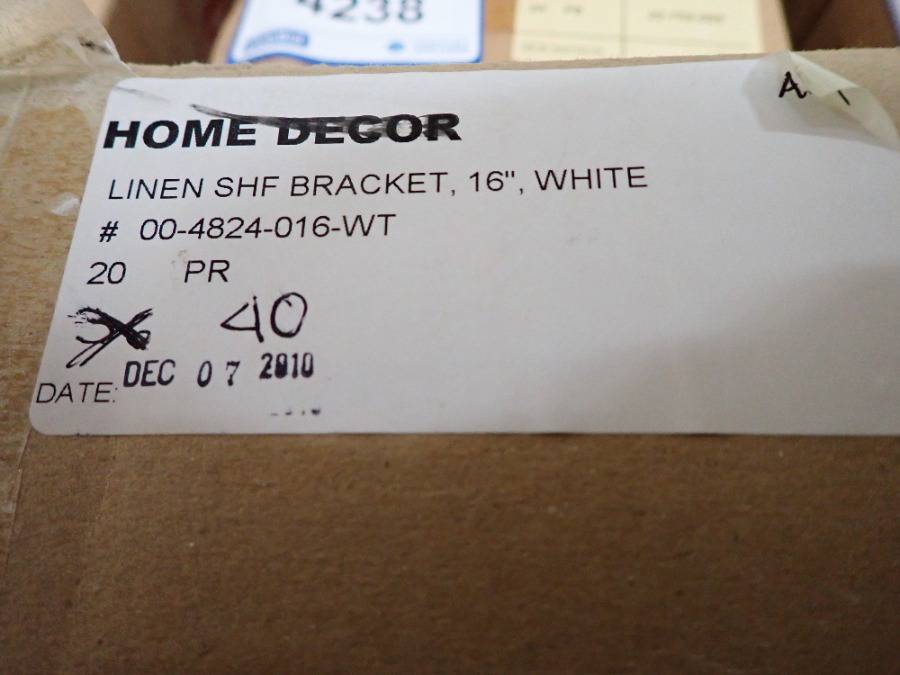 4238
HOME DECOR
LINEN SHF BRACKET, 16", WHITE
# 00-4824-016-WT
20 PR
40
DATE: DEC 07 2010